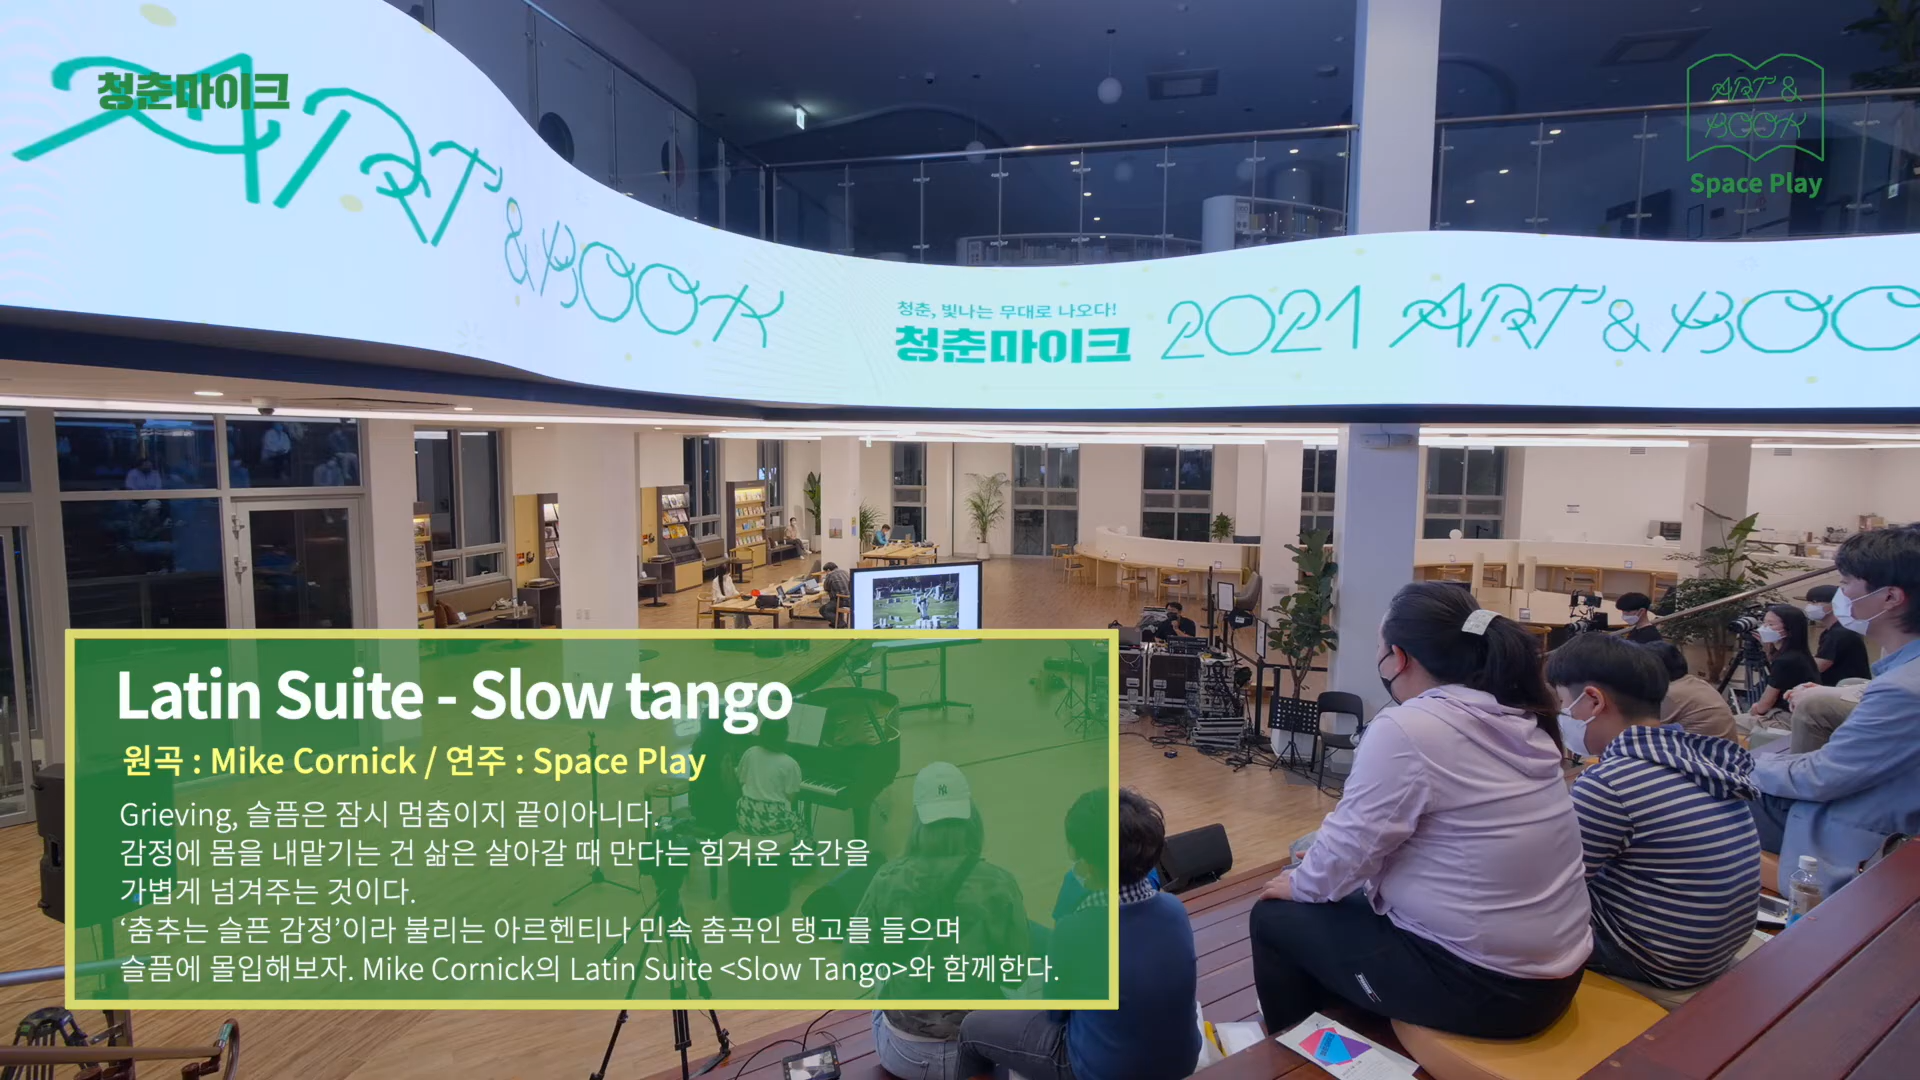 청춘마이크
ART & BOOK
청춘, 빛나는 무대로 나오다!
청춘마이크
2021 ART & BOO
ART &
BOOK
Space Play
Latin Suite - Slow tango
원곡 : Mike Cornick / 연주 : Space Play
Grieving, 슬픔은 잠시 멈춤이지 끝이아니다.
감정에 몸을 내맡기는 건 삶은 살아갈 때 만다는 힘겨운 순간을
가볍게 넘겨주는 것이다.
‘춤추는 슬픈 감정’이라 불리는 아르헨티나 민속 춤곡인 탱고를 들으며
슬픔에 몰입해보자. Mike Cornick의 Latin Suite <Slow Tango>와 함께한다.